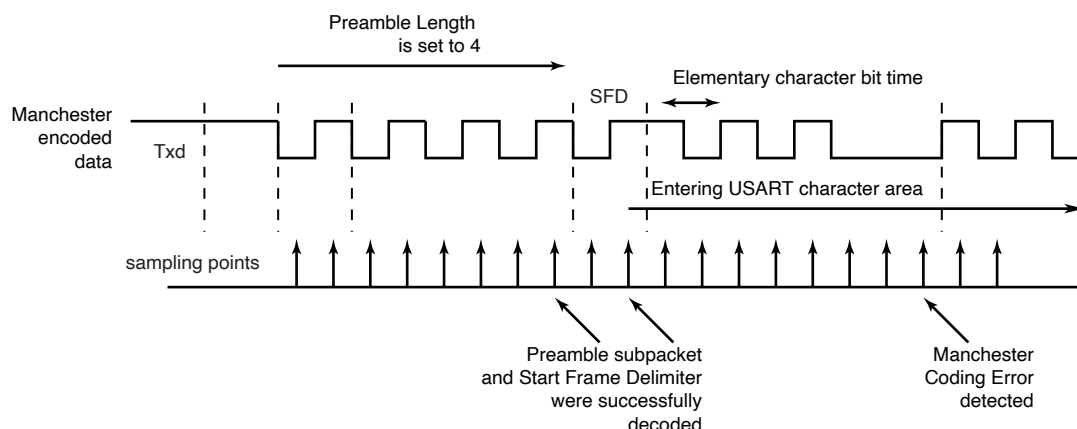 Preamble Length
is set to 4
Elementary character bit time
SFD
Manchester
encoded
data
Txd
Entering USART character area
sampling points
Preamble subpacket
and Start Frame Delimiter
were successfully
decoded
Manchester
Coding Error
detected